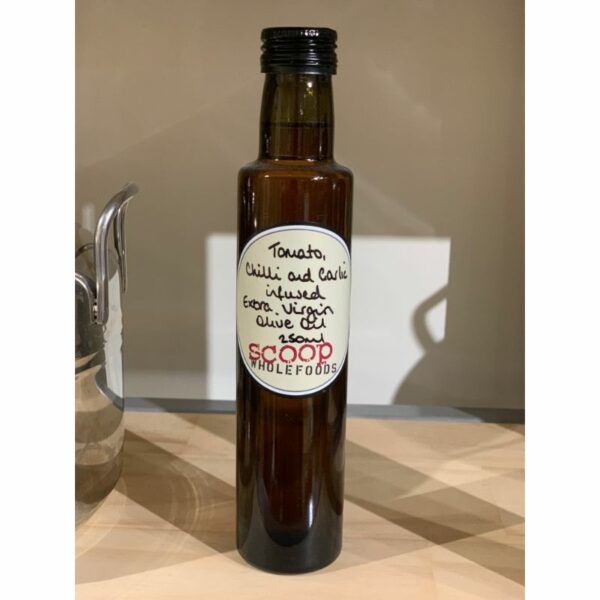 Tomato,
Chilli and Garlic
infused
Extra Virgin
Olive Oil
250ml
scoop
WHOLEFOODS